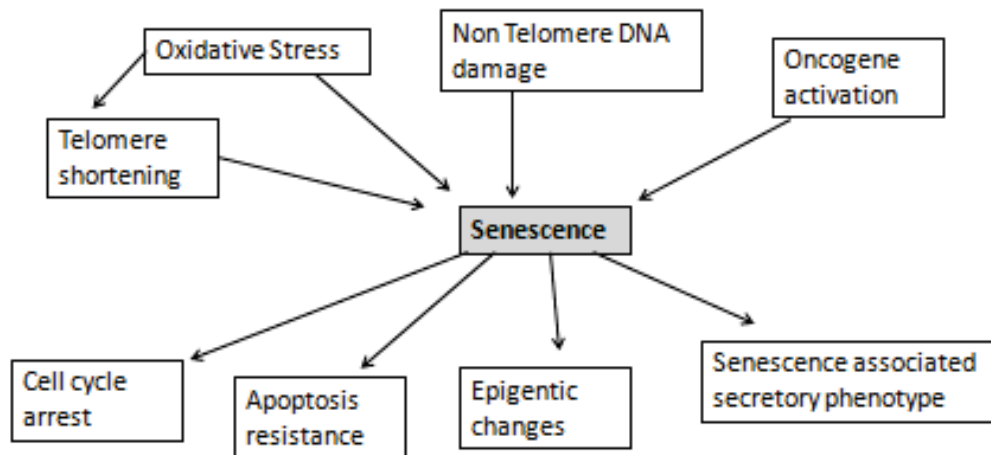 Oxidative Stress
Non Telomere DNA
damage
Oncogene
activation
Telomere
shortening
Senescence
Cell cycle
arrest
Apoptosis
resistance
Epigentic
changes
Senescence associated
secretory phenotype